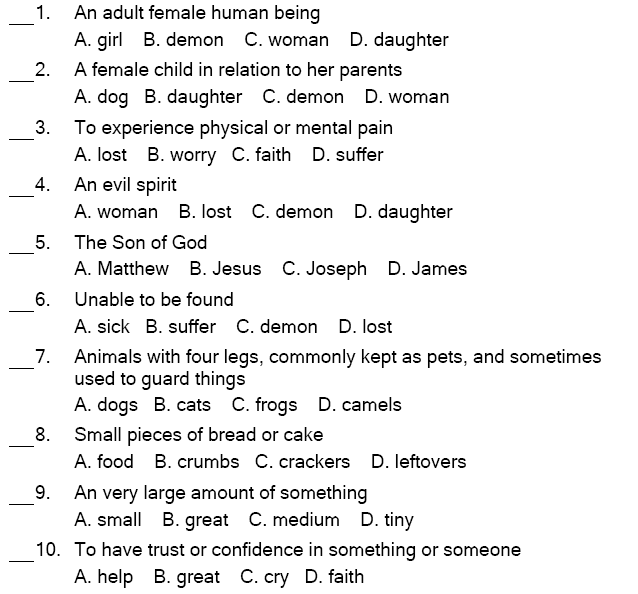 ___1. An adult female human being
A. girl B. demon C. woman D. daughter
___2. A female child in relation to her parents
A. dog B. daughter C. demon D. woman
___3. To experience physical or mental pain
A. lost B. worry C. faith D. suffer
___4. An evil spirit
A. woman B. lost C. demon D. daughter
___5. The Son of God
A. Matthew B. Jesus C. Joseph D. James
___6. Unable to be found
A. sick B. suffer C. demon D. lost
___7. Animals with four legs, commonly kept as pets, and sometimes
used to guard things
A. dogs B. cats C. frogs D. camels
___8. Small pieces of bread or cake
A. food B. crumbs C. crackers D. leftovers
___9. An very large amount of something
A. small B. great C. medium D. tiny
___10. To have trust or confidence in something or someone
A. help B. great C. cry D. faith